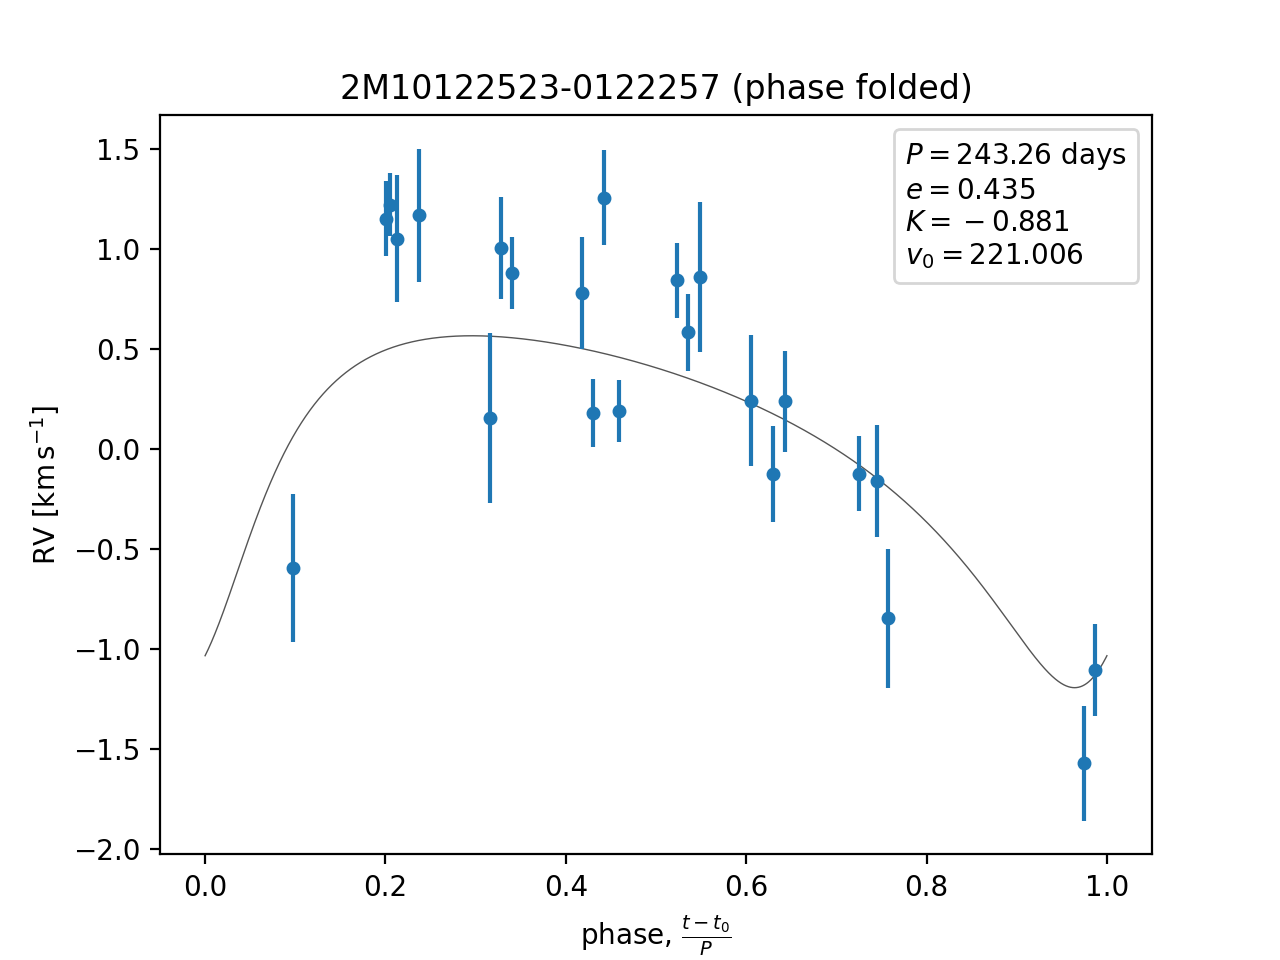 2M10122523-0122257 (phase folded)
P = 243.26 days
e = 0.435
K = −0.881
v₀ = 221.006
RV [km s⁻¹]
1.5
1.0
0.5
0.0
−0.5
−1.0
−1.5
−2.0
0.0 0.2 0.4 0.6 0.8 1.0
phase, (t − t₀)/P